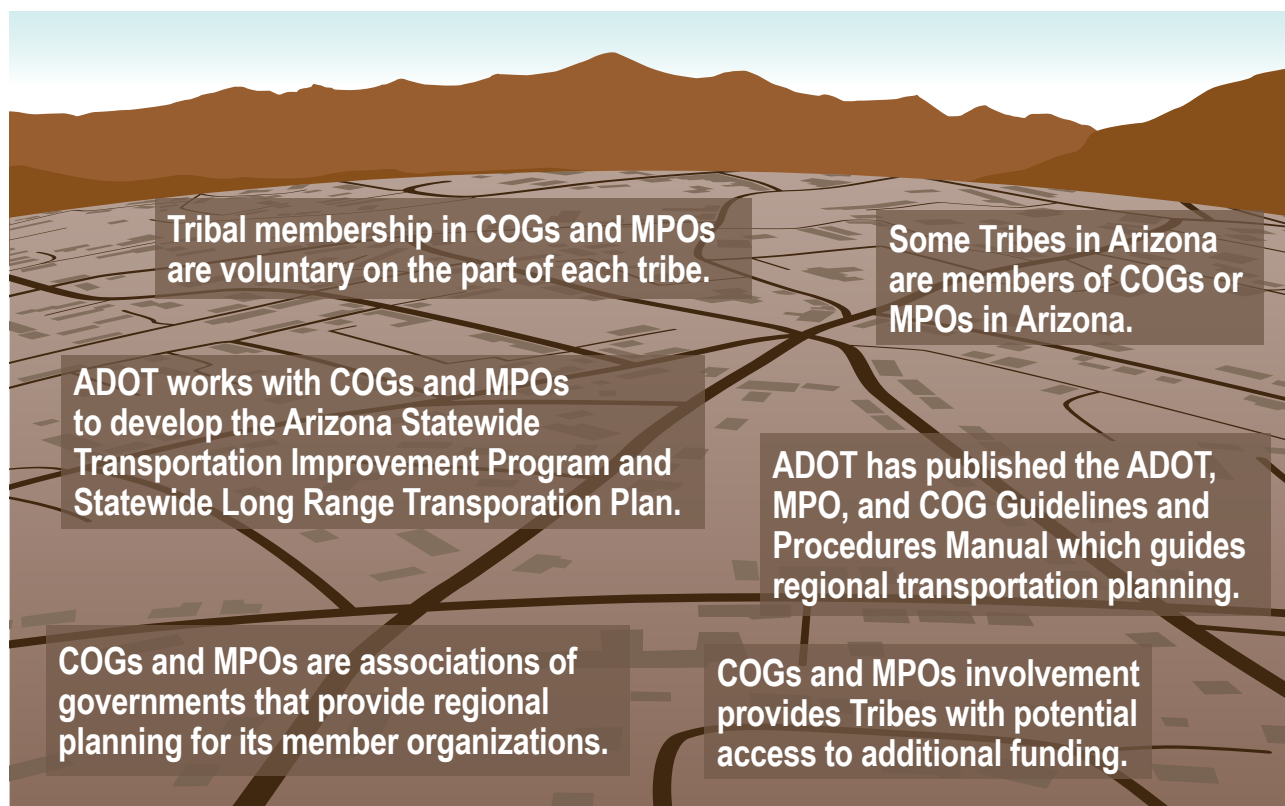 Tribal membership in COGs and MPOs
are voluntary on the part of each tribe.
Some Tribes in Arizona
are members of COGs or
MPOs in Arizona.
ADOT works with COGs and MPOs
to develop the Arizona Statewide
Transportation Improvement Program and
Statewide Long Range Transporation Plan.
ADOT has published the ADOT,
MPO, and COG Guidelines and
Procedures Manual which guides
regional transportation planning.
COGs and MPOs are associations of
governments that provide regional
planning for its member organizations.
COGs and MPOs involvement
provides Tribes with potential
access to additional funding.